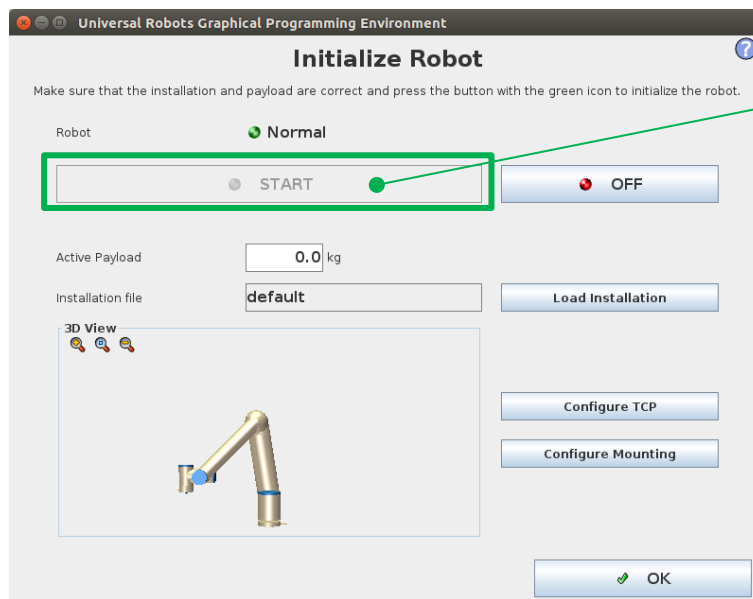 Universal Robots Graphical Programming Environment
Initialize Robot
?
Make sure that the installation and payload are correct and press the button with the green icon to initialize the robot.
Robot Normal
START OFF
Active Payload 0.0 kg
Installation file default Load Installation
3D View
Configure TCP
Configure Mounting
OK